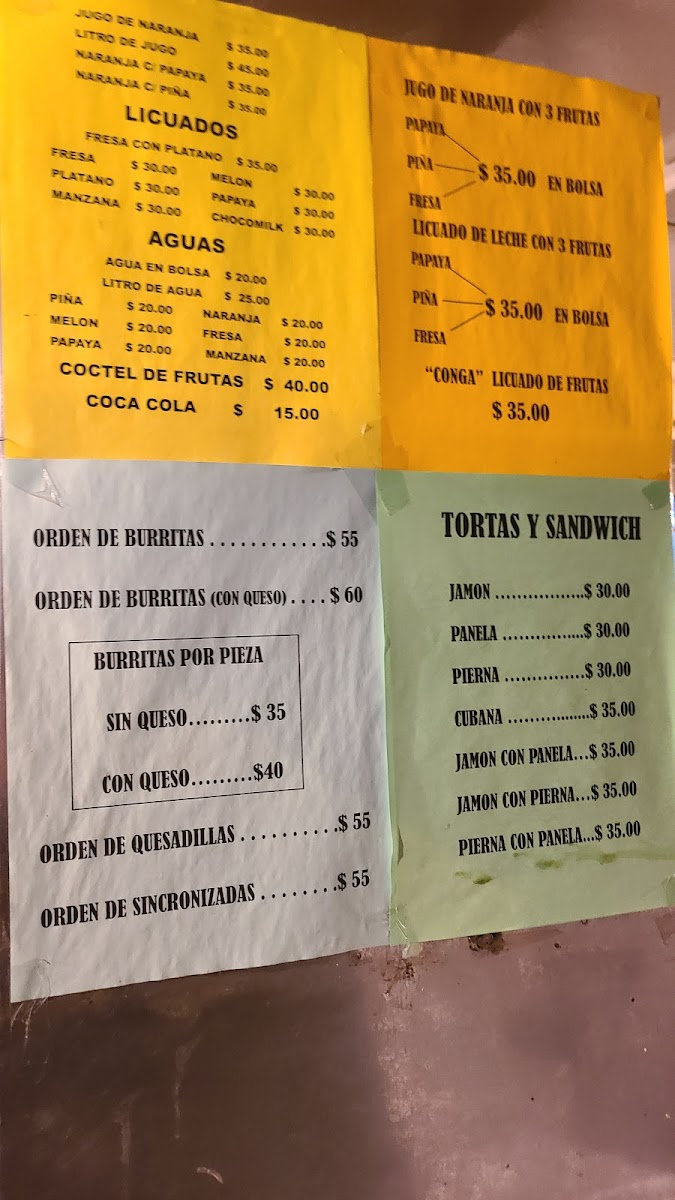 JUGO DE NARANJA $ 35.00
LITRO DE JUGO $ 45.00
NARANJA C/ PAPAYA $ 35.00
NARANJA C/ PIÑA $ 35.00
LICUADOS
FRESA CON PLATANO $ 35.00
FRESA $ 30.00 MELON $ 30.00
PLATANO $ 30.00 PAPAYA $ 30.00
MANZANA $ 30.00 CHOCOMILK $ 30.00
AGUAS
AGUA EN BOLSA $ 20.00
LITRO DE AGUA $ 25.00
PIÑA $ 20.00 NARANJA $ 20.00
MELON $ 20.00 FRESA $ 20.00
PAPAYA $ 20.00 MANZANA $ 20.00
COCTEL DE FRUTAS $ 40.00
COCA COLA $ 15.00
JUGO DE NARANJA CON 3 FRUTAS
PAPAYA
PIÑA $ 35.00 EN BOLSA
FRESA
LICUADO DE LECHE CON 3 FRUTAS
PAPAYA
PIÑA $ 35.00 EN BOLSA
FRESA
“CONGA” LICUADO DE FRUTAS
$ 35.00
ORDEN DE BURRITAS . . . . . . . . . . . .$ 55
ORDEN DE BURRITAS (CON QUESO) . . . . $ 60
BURRITAS POR PIEZA
SIN QUESO.........$ 35
CON QUESO.........$40
ORDEN DE QUESADILLAS . . . . . . . . . .$ 55
ORDEN DE SINCRONIZADAS . . . . . . . .$ 55
TORTAS Y SANDWICH
JAMON .................$ 30.00
PANELA ................$ 30.00
PIERNA ...............$ 30.00
CUBANA ................$ 35.00
JAMON CON PANELA...$ 35.00
JAMON CON PIERNA...$ 35.00
PIERNA CON PANELA...$ 35.00